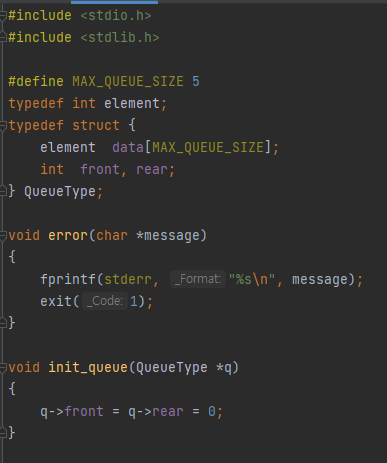 #include <stdio.h>
#include <stdlib.h>
#define MAX_QUEUE_SIZE 5
typedef int element;
typedef struct {
    element  data[MAX_QUEUE_SIZE];
    int  front, rear;
} QueueType;
void error(char *message)
{
    fprintf(stderr, _Format: "%s\n", message);
    exit( _Code: 1);
}
void init_queue(QueueType *q)
{
    q->front = q->rear = 0;
}